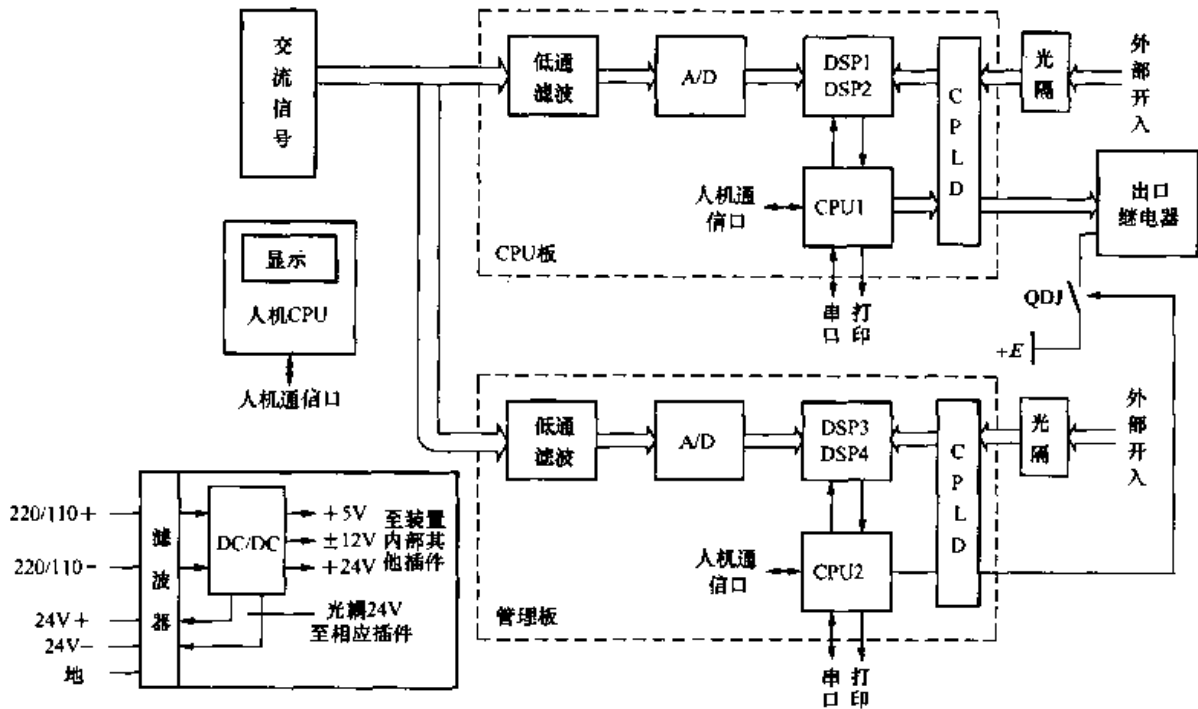 交流信号
低通
滤波
A/D
DSP1
DSP2
CPLD
光隔
外部开入
人机通
信口
CPU1
出口
继电器
CPU板
串口
打印
QDJ
+E
显示
人机CPU
人机通信口
低通
滤波
A/D
DSP3
DSP4
CPLD
光隔
外部开入
人机通
信口
CPU2
管理板
串口
打印
220/110+
220/110-
24V+
24V-
地
滤波器
DC/DC
+5V
±12V
+24V
至装置
内部其
他插件
光耦24V
至相应插件